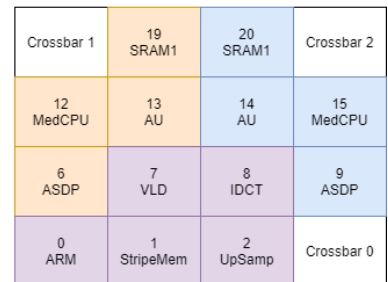 Crossbar 1
19
SRAM1
20
SRAM1
Crossbar 2
12
MedCPU
13
AU
14
AU
15
MedCPU
6
ASDP
7
VLD
8
IDCT
9
ASDP
0
ARM
1
StripeMem
2
UpSamp
Crossbar 0